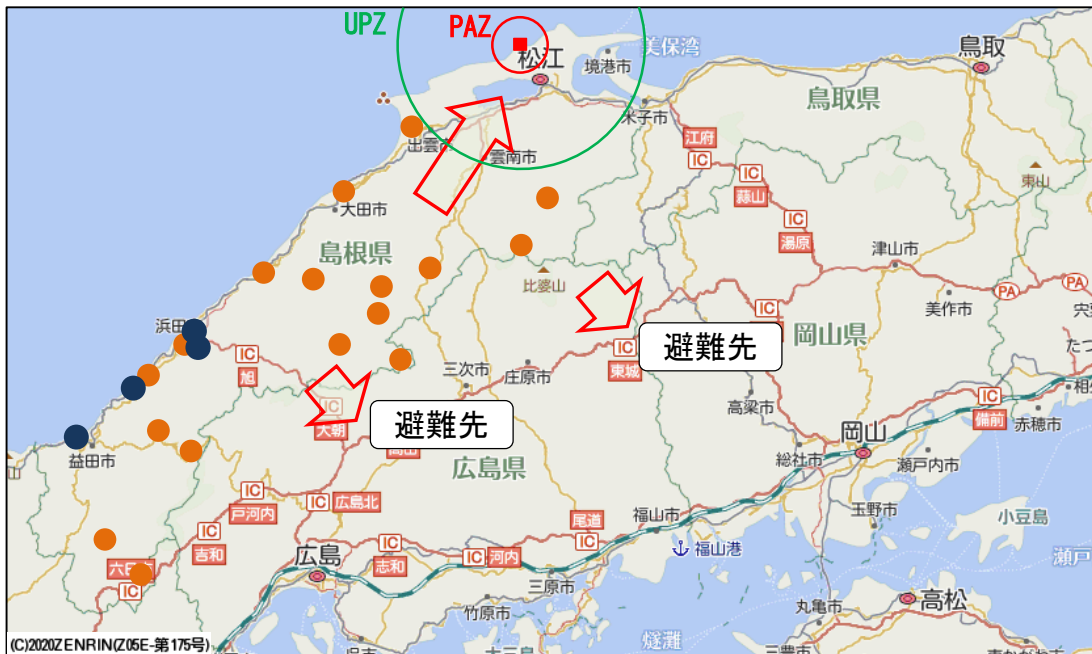 UPZ
PAZ
美保湾
松江
境港市
鳥取
鳥取県
米子市
出雲市
雲南市
江府
IC
IC
蒜山
東山
大田市
島根県
IC
湯原
津山市
比婆山
PA
PA
美作市
浜田
IC
岡山県
避難先
IC
旭
三次市
庄原市
IC
東城
IC
大朝
避難先
高梁市
IC
備前
赤穂市
岡山
益田市
広島県
総社市
瀬戸内市
IC
戸河内
IC
広島北
尾道
福山市
玉野市
小豆島
IC
吉和
IC
志和
IC
河内
IC
福山港
瀬戸
広島
三原市
六日市
IC
竹原市
丸亀市
高松
燧灘
三豊市
(C)2020ZENRIN(Z05E-第175号)